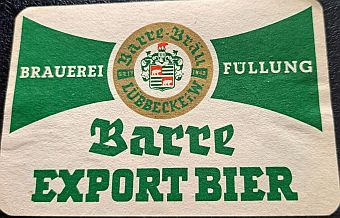 Barre-Bräu
LÜBBECKE i/W.
BRAUEREI FÜLLUNG
Barre
EXPORT BIER